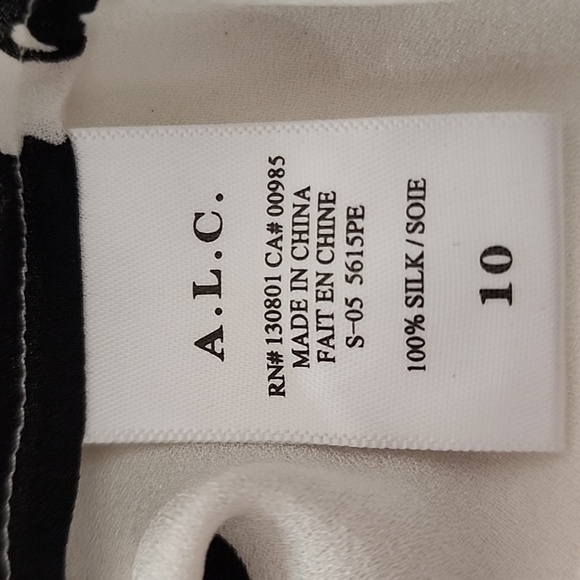 A.L.C.
RN# 130801 CA# 00985
MADE IN CHINA
FAIT EN CHINE
S-05 5615PE
100% SILK / SOIE
10